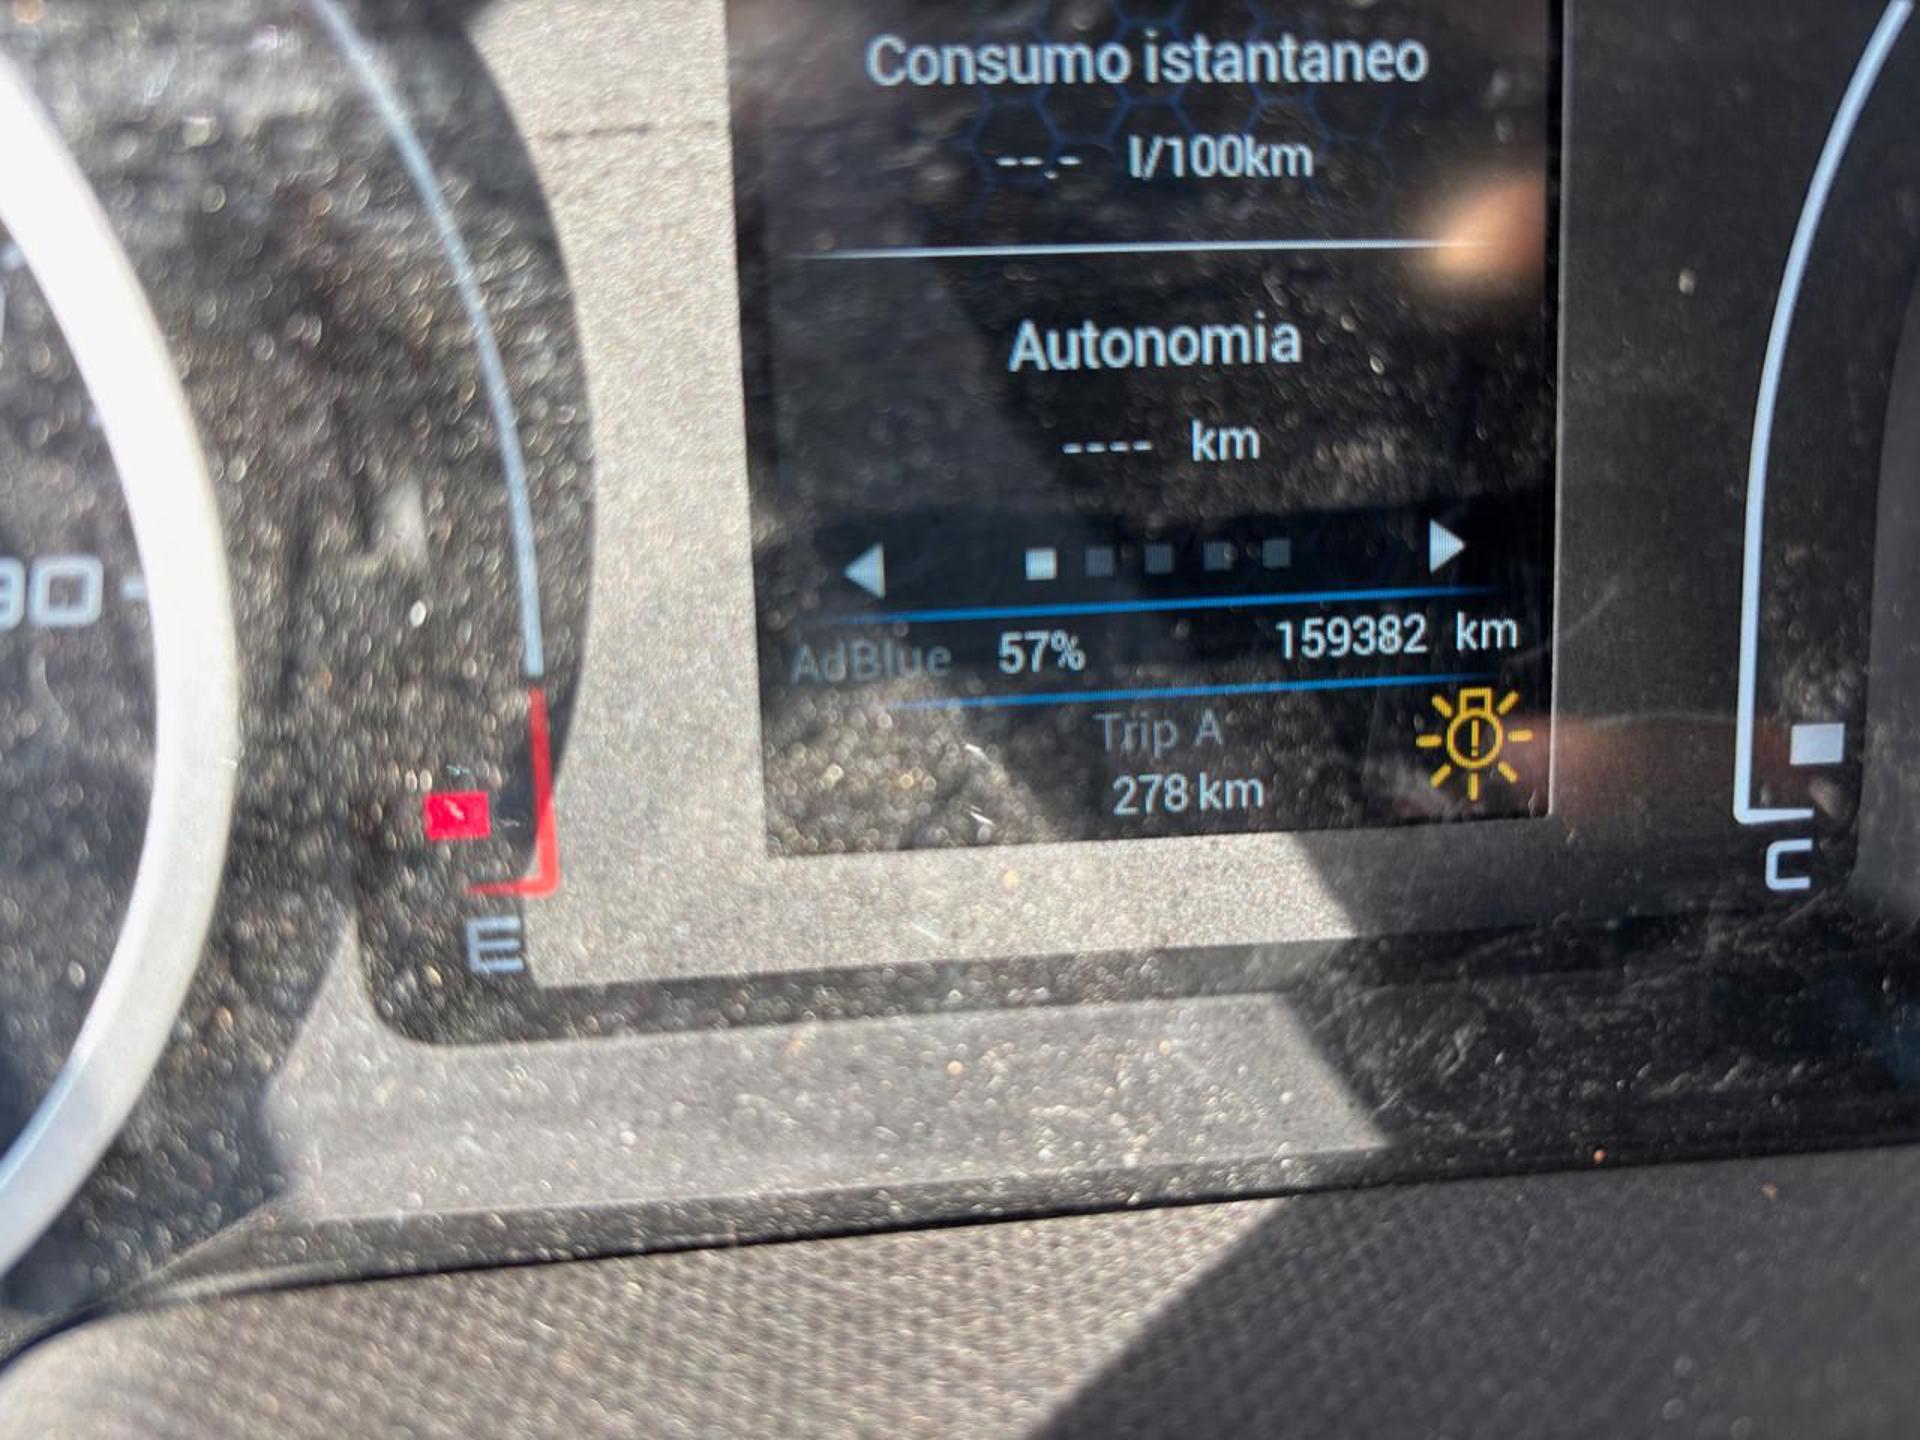 Consumo istantaneo
--.- l/100km
Autonomia
---- km
AdBlue 57% 159382 km
Trip A
278 km
E
C